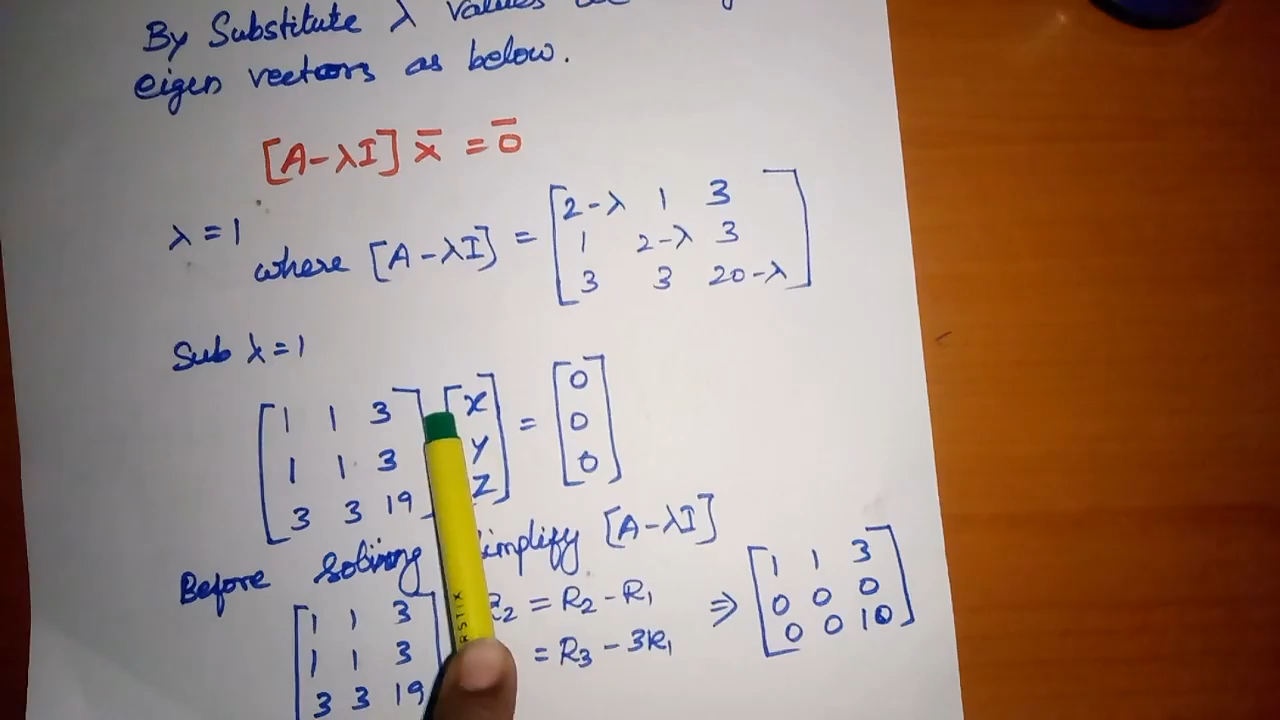 By Substitute λ values
eigen vectors as below.
[A-λI] x̄ = 0̄
λ = 1
where [A-λI] = [2-λ 1 3
1 2-λ 3
3 3 20-λ]
Sub λ=1
[1 1 3
1 1 3
3 3 19] [x
y
z] = [0
0
0]
Before solving simplify [A-λI]
[1 1 3
1 1 3
3 3 19]
R₂ = R₂ - R₁
= R₃ - 3R₁
⇒ [1 1 3
0 0 0
0 0 10]